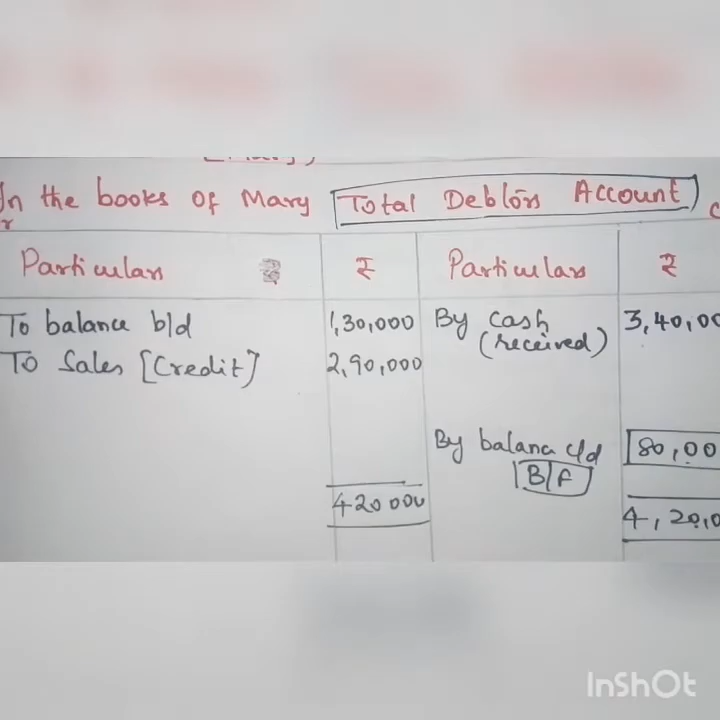 In the books of Mary Total Debtors Account
Particulars ₹ Particulars ₹
To balance b/d 1,30,000 By cash 3,40,00
(received)
To Sales [Credit] 2,90,000
By balance c/d 80,00
B/F
420000 4,20,0
InShOt